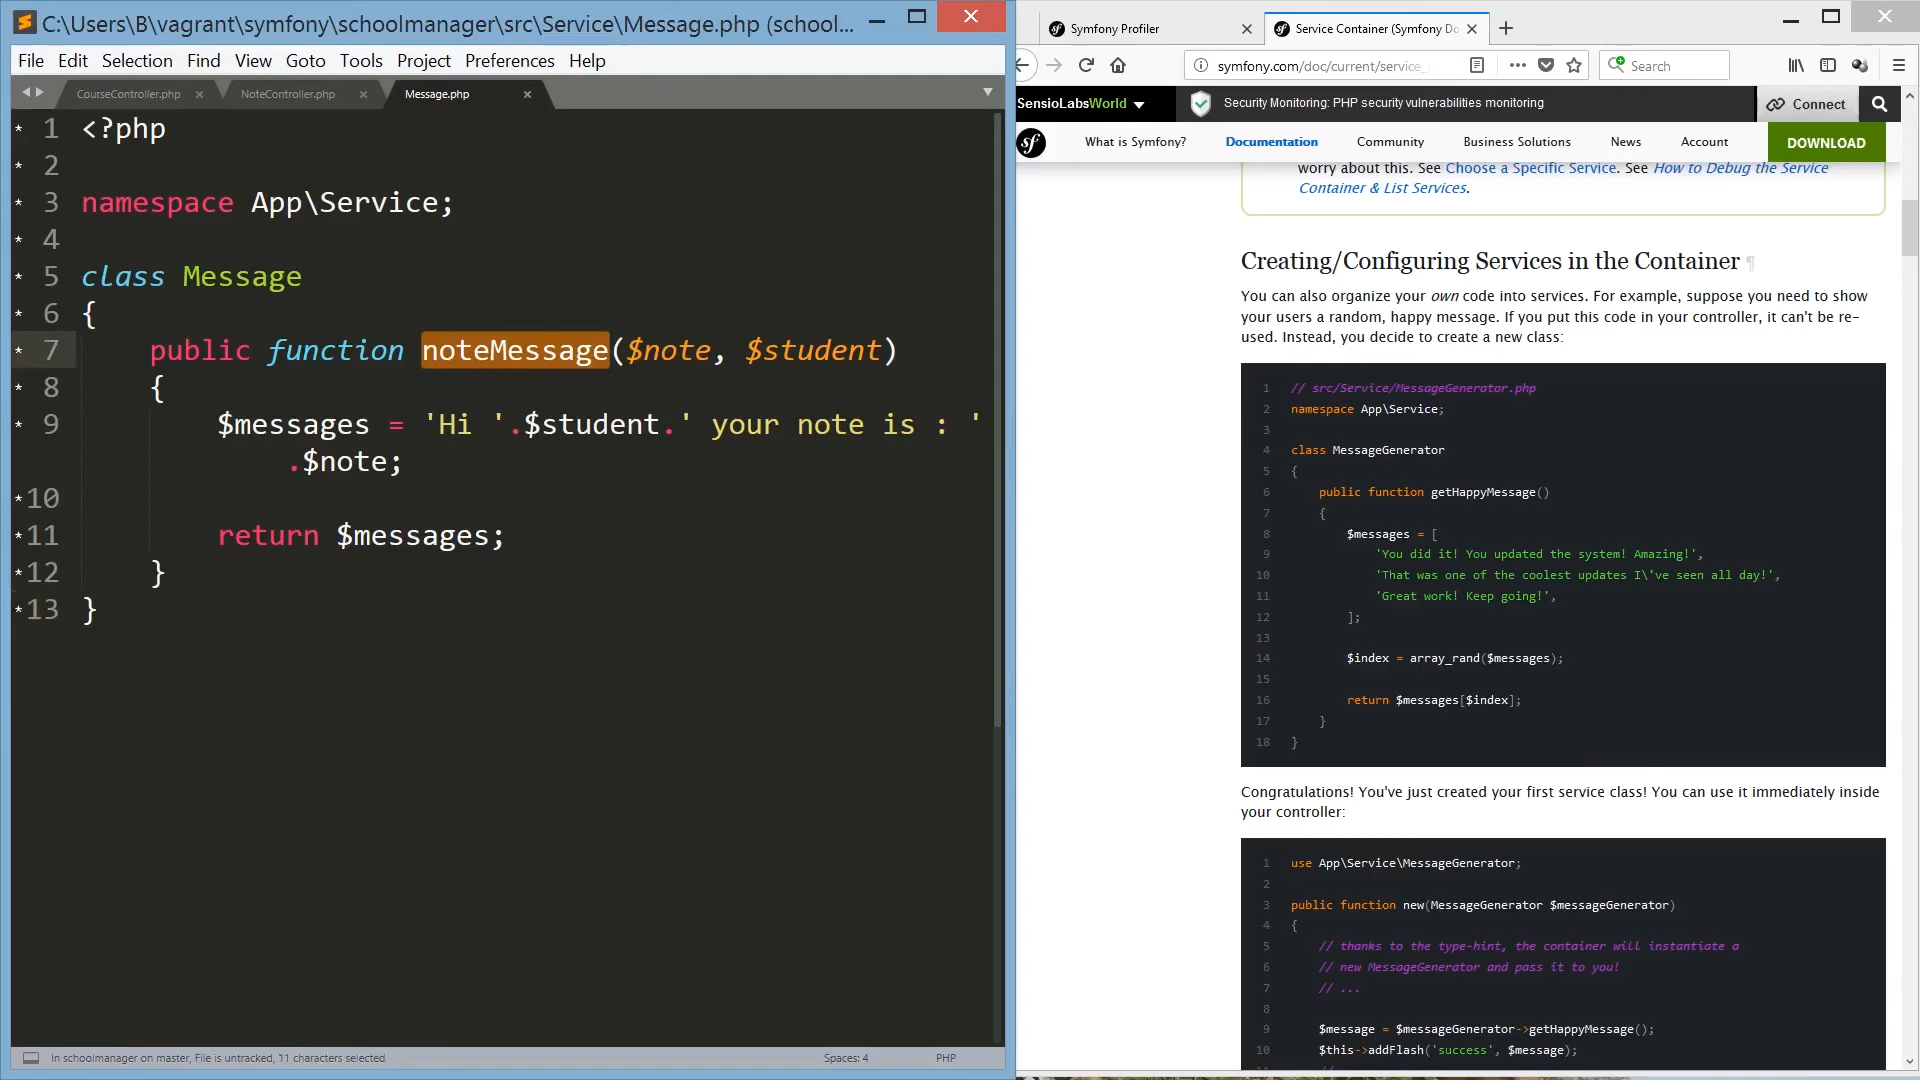 C:\Users\B\vagrant\symfony\schoolmanager\src\Service\Message.php (school...
File Edit Selection Find View Goto Tools Project Preferences Help
CourseController.php × NoteController.php × Message.php ×
* 1 <?php
* 2
* 3 namespace App\Service;
* 4
* 5 class Message
* 6 {
* 7 public function noteMessage($note, $student)
* 8 {
* 9 $messages = 'Hi '.$student.' your note is : '
.$note;
*10
*11 return $messages;
*12 }
*13 }
In schoolmanager on master, File is untracked, 11 characters selected
Spaces: 4 PHP
Symfony Profiler Service Container (Symfony Do
symfony.com/doc/current/service_ Search
SensioLabsWorld Security Monitoring: PHP security vulnerabilities monitoring Connect
sf What is Symfony? Documentation Community Business Solutions News Account DOWNLOAD
worry about this. See Choose a Specific Service. See How to Debug the Service
Container & List Services.
Creating/Configuring Services in the Container ¶
You can also organize your own code into services. For example, suppose you need to show
your users a random, happy message. If you put this code in your controller, it can't be re-
used. Instead, you decide to create a new class:
1 // src/Service/MessageGenerator.php
2 namespace App\Service;
3
4 class MessageGenerator
5 {
6 public function getHappyMessage()
7 {
8 $messages = [
9 'You did it! You updated the system! Amazing!',
10 'That was one of the coolest updates I\'ve seen all day!',
11 'Great work! Keep going!',
12 ];
13
14 $index = array_rand($messages);
15
16 return $messages[$index];
17 }
18 }
Congratulations! You've just created your first service class! You can use it immediately inside
your controller:
1 use App\Service\MessageGenerator;
2
3 public function new(MessageGenerator $messageGenerator)
4 {
5 // thanks to the type-hint, the container will instantiate a
6 // new MessageGenerator and pass it to you!
7 // ...
8
9 $message = $messageGenerator->getHappyMessage();
10 $this->addFlash('success', $message);